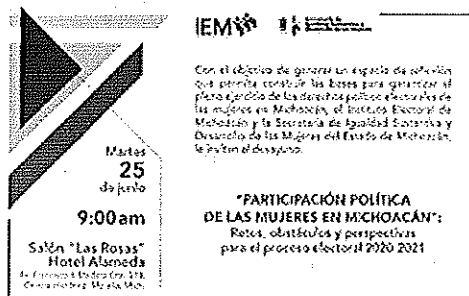 IEM
Con el objetivo de generar un espacio de reflexión
que permita construir las bases para garantizar el
pleno ejercicio de los derechos político electorales de
las mujeres en Michoacán, el Instituto Electoral de
Michoacán y la Secretaría de Igualdad Sustantiva y
Desarrollo de las Mujeres del Estado de Michoacán,
le invitan al desayuno:
"PARTICIPACIÓN POLÍTICA
DE LAS MUJERES EN MICHOACÁN":
Retos, obstáculos y perspectivas
para el proceso electoral 2020-2021
Martes
25
de junio
9:00am
Salón "Las Rosas"
Hotel Alameda